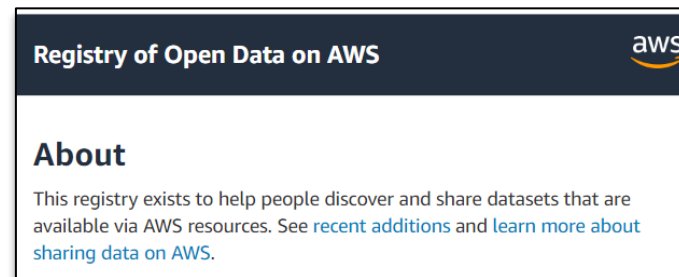 Registry of Open Data on AWS
aws
About
This registry exists to help people discover and share datasets that are
available via AWS resources. See recent additions and learn more about
sharing data on AWS.